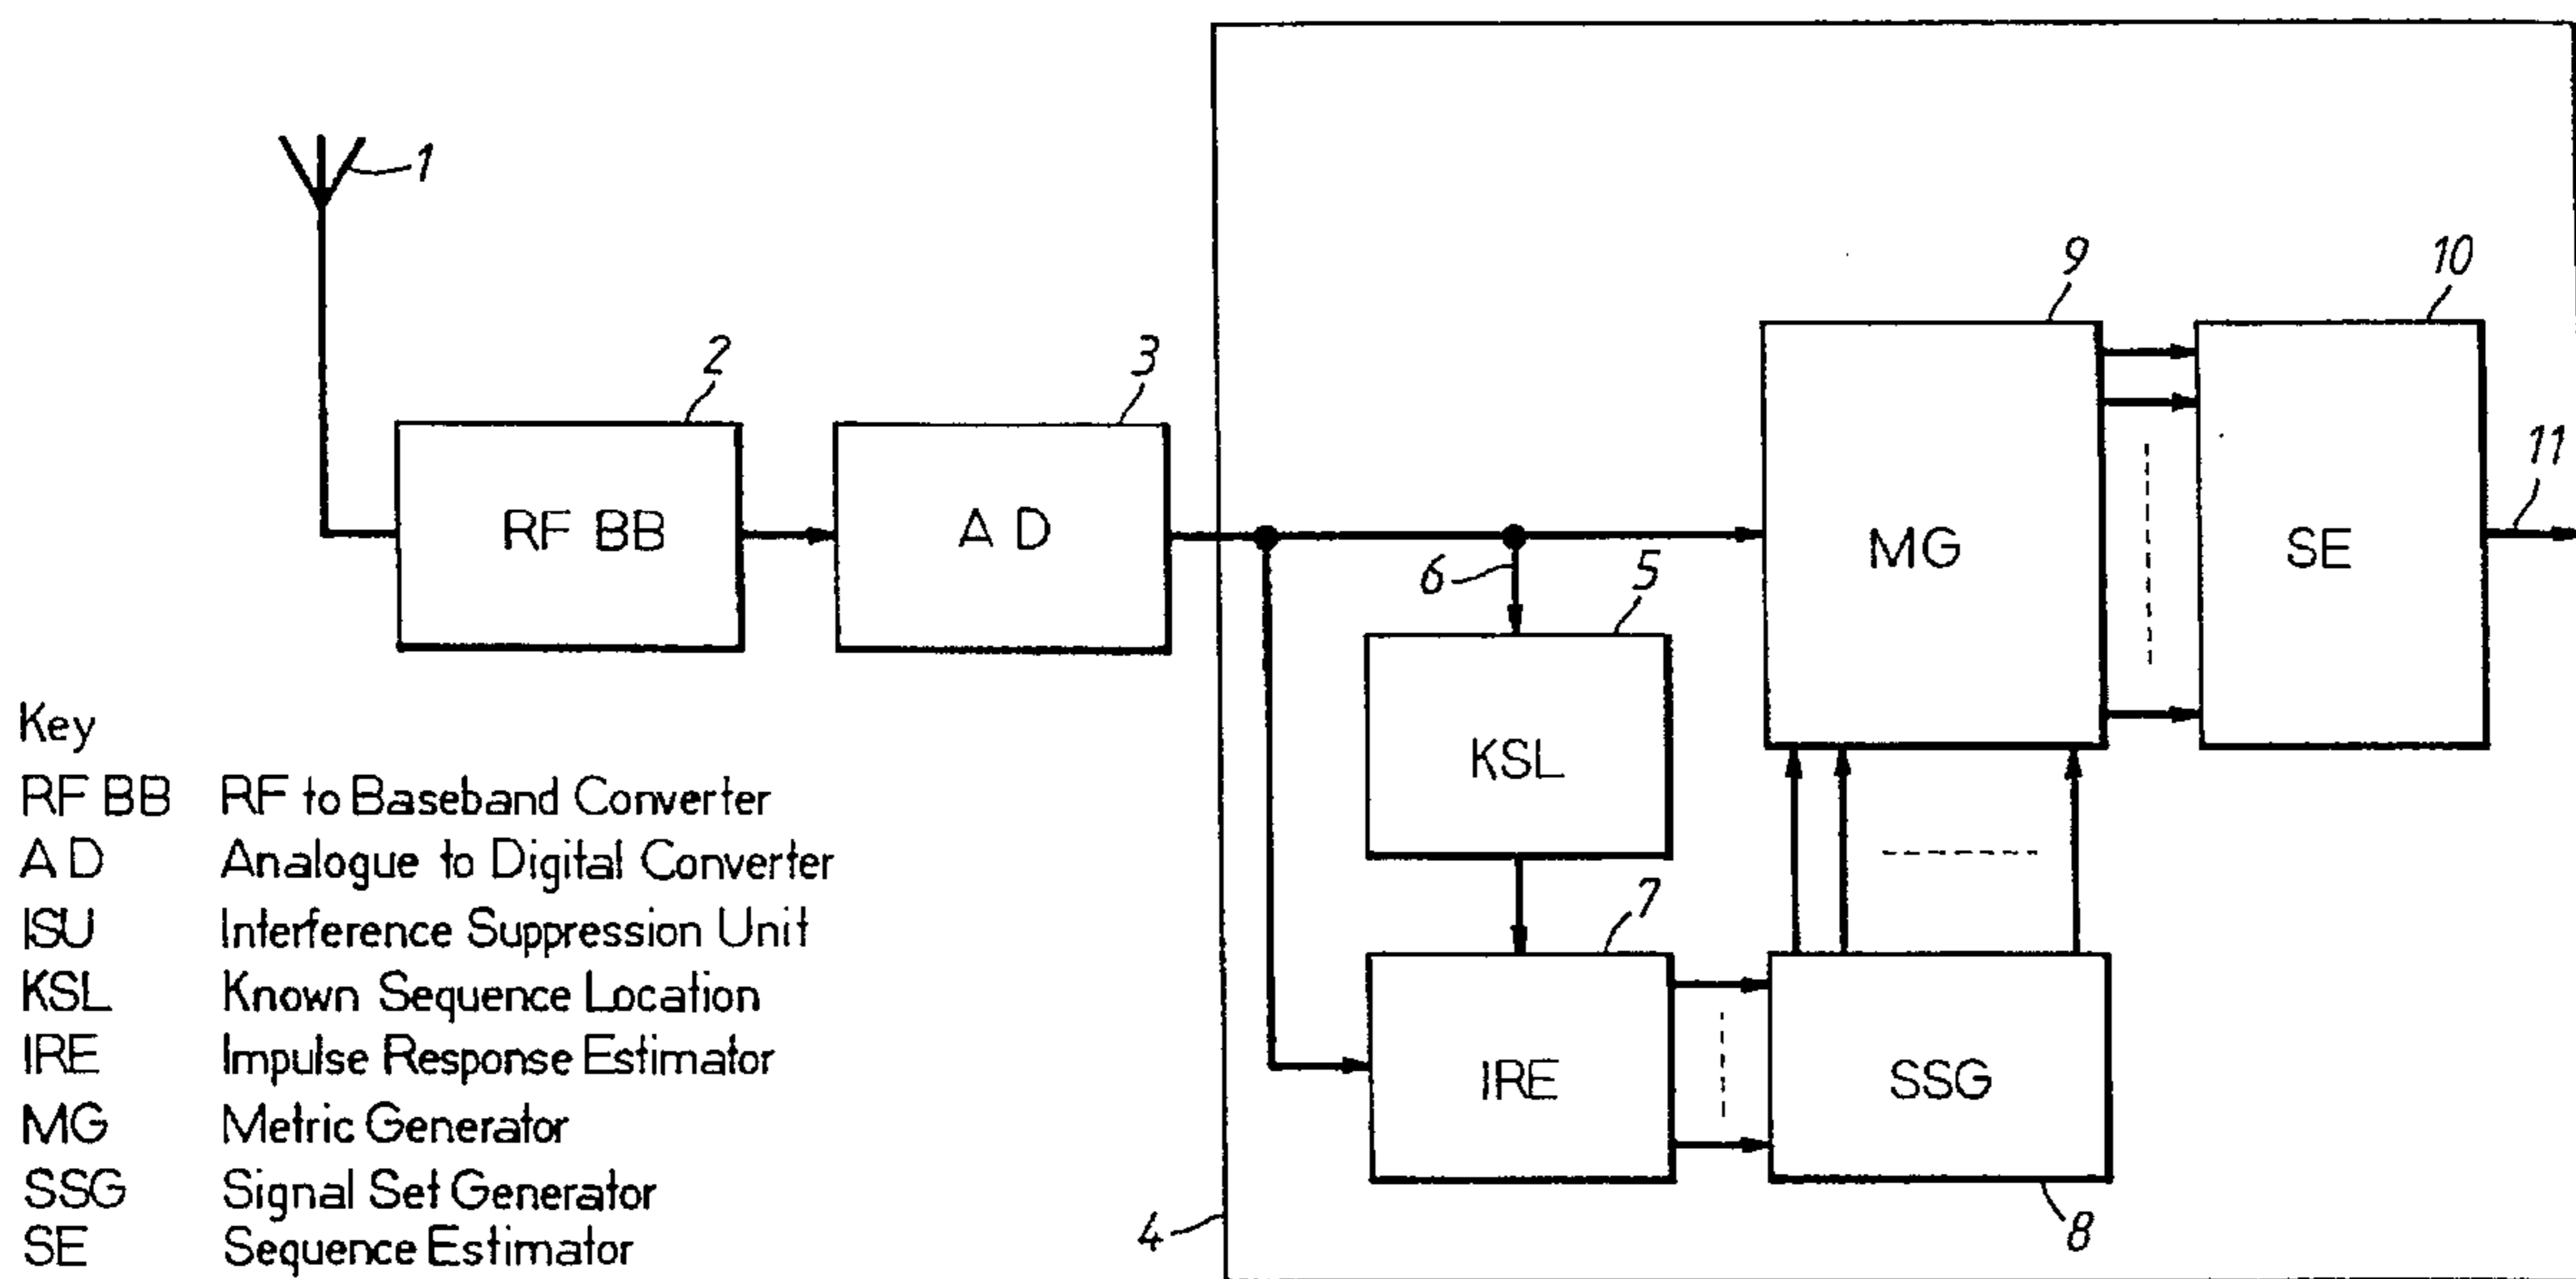 1
2
3
9
10
11
RF BB
A D
MG
SE
6
5
KSL
7
IRE
SSG
4
8
Key
RF BB RF to Baseband Converter
A D Analogue to Digital Converter
ISU Interference Suppression Unit
KSL Known Sequence Location
IRE Impulse Response Estimator
MG Metric Generator
SSG Signal Set Generator
SE Sequence Estimator